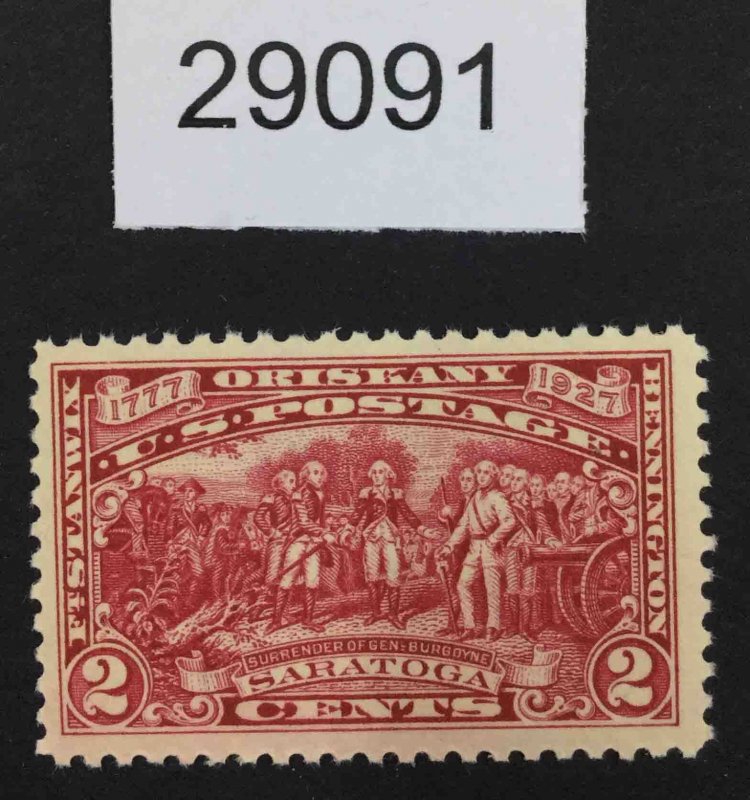 29091
1777 ORISKANY 1927
U.S. POSTAGE
FT. STANWIX
BENNINGTON
SURRENDER OF GEN. BURGOYNE
SARATOGA
2 CENTS 2